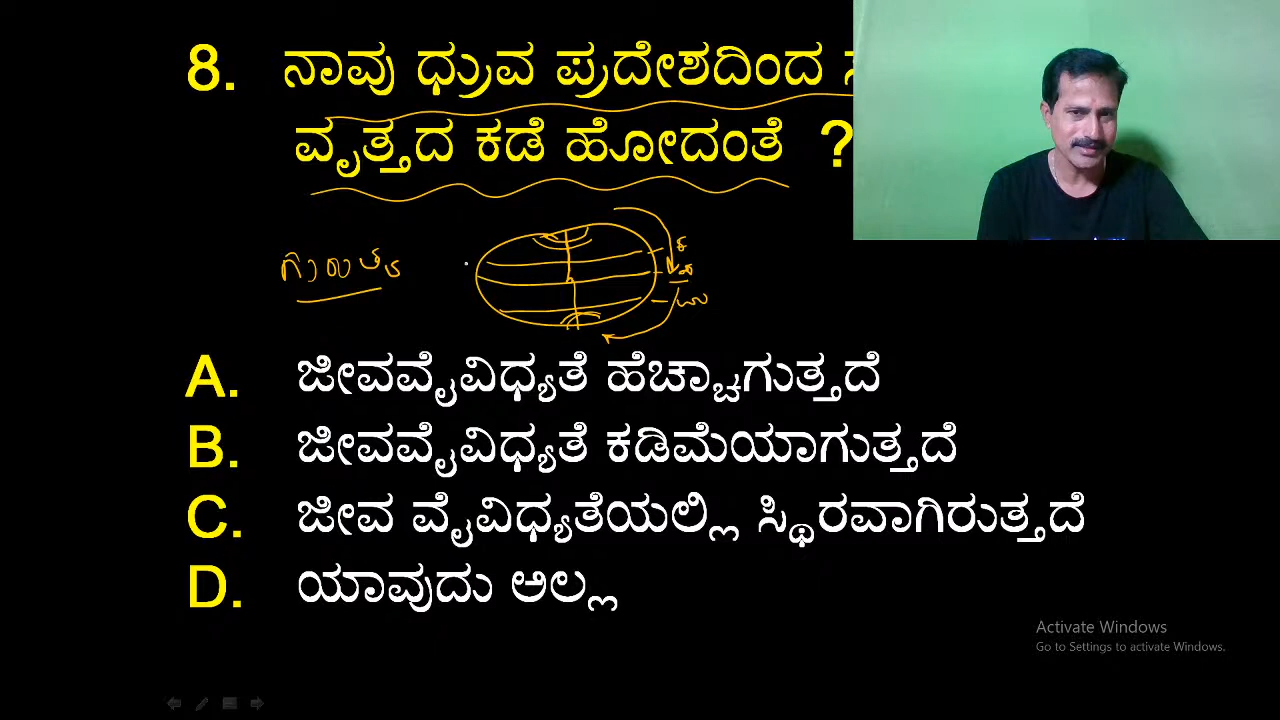 8. ನಾವು ಧ್ರುವ ಪ್ರದೇಶದಿಂದ
ವೃತ್ತದ ಕಡೆ ಹೋದಂತೆ ?
A. ಜೀವವೈವಿಧ್ಯತೆ ಹೆಚ್ಚಾಗುತ್ತದೆ
B. ಜೀವವೈವಿಧ್ಯತೆ ಕಡಿಮೆಯಾಗುತ್ತದೆ
C. ಜೀವ ವೈವಿಧ್ಯತೆಯಲ್ಲಿ ಸ್ಥಿರವಾಗಿರುತ್ತದೆ
D. ಯಾವುದು ಅಲ್ಲ
Activate Windows
Go to Settings to activate Windows.